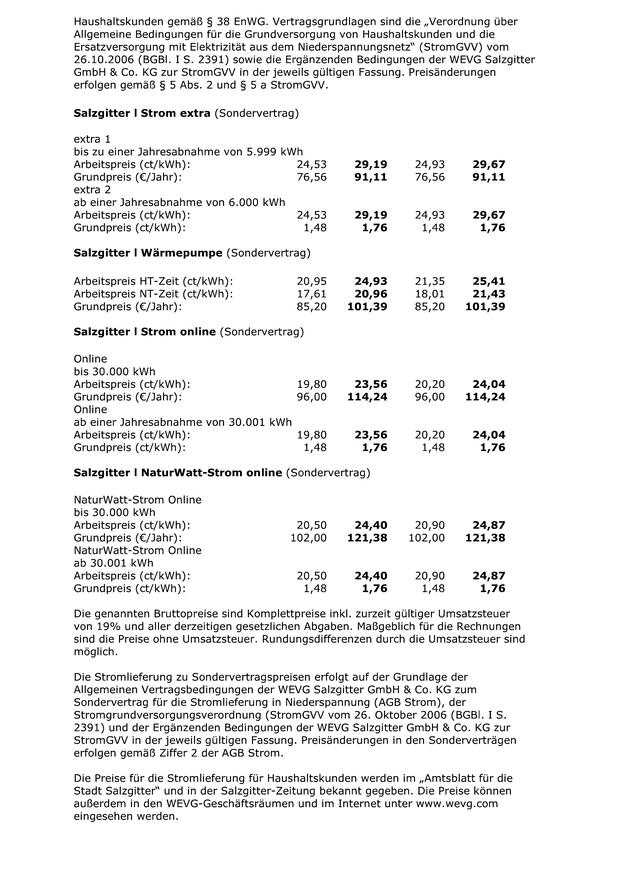 Haushaltskunden gemäß § 38 EnWG. Vertragsgrundlagen sind die „Verordnung über
Allgemeine Bedingungen für die Grundversorgung von Haushaltskunden und die
Ersatzversorgung mit Elektrizität aus dem Niederspannungsnetz“ (StromGVV) vom
26.10.2006 (BGBl. I S. 2391) sowie die Ergänzenden Bedingungen der WEVG Salzgitter
GmbH & Co. KG zur StromGVV in der jeweils gültigen Fassung. Preisänderungen
erfolgen gemäß § 5 Abs. 2 und § 5 a StromGVV.
Salzgitter l Strom extra (Sondervertrag)
extra 1
bis zu einer Jahresabnahme von 5.999 kWh
Arbeitspreis (ct/kWh): 24,53 29,19 24,93 29,67
Grundpreis (€/Jahr): 76,56 91,11 76,56 91,11
extra 2
ab einer Jahresabnahme von 6.000 kWh
Arbeitspreis (ct/kWh): 24,53 29,19 24,93 29,67
Grundpreis (€/Jahr): 1,48 1,76 1,48 1,76
Salzgitter l Wärmepumpe (Sondervertrag)
Arbeitspreis HT-Zeit (ct/kWh): 20,95 24,93 21,35 25,41
Arbeitspreis NT-Zeit (ct/kWh): 17,61 20,96 18,01 21,43
Grundpreis (€/Jahr): 85,20 101,39 85,20 101,39
Salzgitter l Strom online (Sondervertrag)
Online
bis 30.000 kWh
Arbeitspreis (ct/kWh): 19,80 23,56 20,20 24,04
Grundpreis (€/Jahr): 96,00 114,24 96,00 114,24
Online
ab einer Jahresabnahme von 30.001 kWh
Arbeitspreis (ct/kWh): 19,80 23,56 20,20 24,04
Grundpreis (€/Jahr): 1,48 1,76 1,48 1,76
Salzgitter l NaturWatt-Strom online (Sondervertrag)
NaturWatt-Strom Online
bis 30.000 kWh
Arbeitspreis (ct/kWh): 20,50 24,40 20,90 24,87
Grundpreis (€/Jahr): 102,00 121,38 102,00 121,38
NaturWatt-Strom Online
ab 30.001 kWh
Arbeitspreis (ct/kWh): 20,50 24,40 20,90 24,87
Grundpreis (€/Jahr): 1,48 1,76 1,48 1,76
Die genannten Bruttopreise sind Komplettpreise inkl. zurzeit gültiger Umsatzsteuer
von 19% und aller derzeitigen gesetzlichen Abgaben. Maßgeblich für die Rechnungen
sind die Preise ohne Umsatzsteuer. Rundungsdifferenzen durch die Umsatzsteuer sind
möglich.
Die Stromlieferung zu Sondervertragspreisen erfolgt auf der Grundlage der
Allgemeinen Vertragsbedingungen der WEVG Salzgitter GmbH & Co. KG zum
Sondervertrag für die Stromlieferung in Niederspannung (AGB Strom), der
Stromgrundversorgungsverordnung (StromGVV vom 26. Oktober 2006 (BGBl. I S.
2391) und der Ergänzenden Bedingungen der WEVG Salzgitter GmbH & Co. KG zur
StromGVV in der jeweils gültigen Fassung. Preisänderungen in den Sonderverträgen
erfolgen gemäß Ziffer 2 der AGB Strom.
Die Preise für die Stromlieferung für Haushaltskunden werden im „Amtsblatt für die
Stadt Salzgitter“ und in der Salzgitter-Zeitung bekannt gegeben. Die Preise können
außerdem in den WEVG-Geschäftsräumen und im Internet unter www.wevg.com
eingesehen werden.